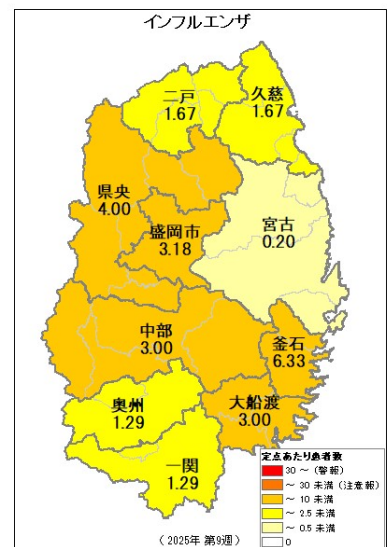 インフルエンザ
二戸
1.67
久慈
1.67
県央
4.00
盛岡市
3.18
宮古
0.20
中部
3.00
釜石
6.33
奥州
1.29
大船渡
3.00
一関
1.29
定点あたり患者数
30 ～ (警報)
～ 30 未満 (注意報)
～ 10 未満
～ 2.5 未満
～ 0.5 未満
0
( 2025年 第9週 )